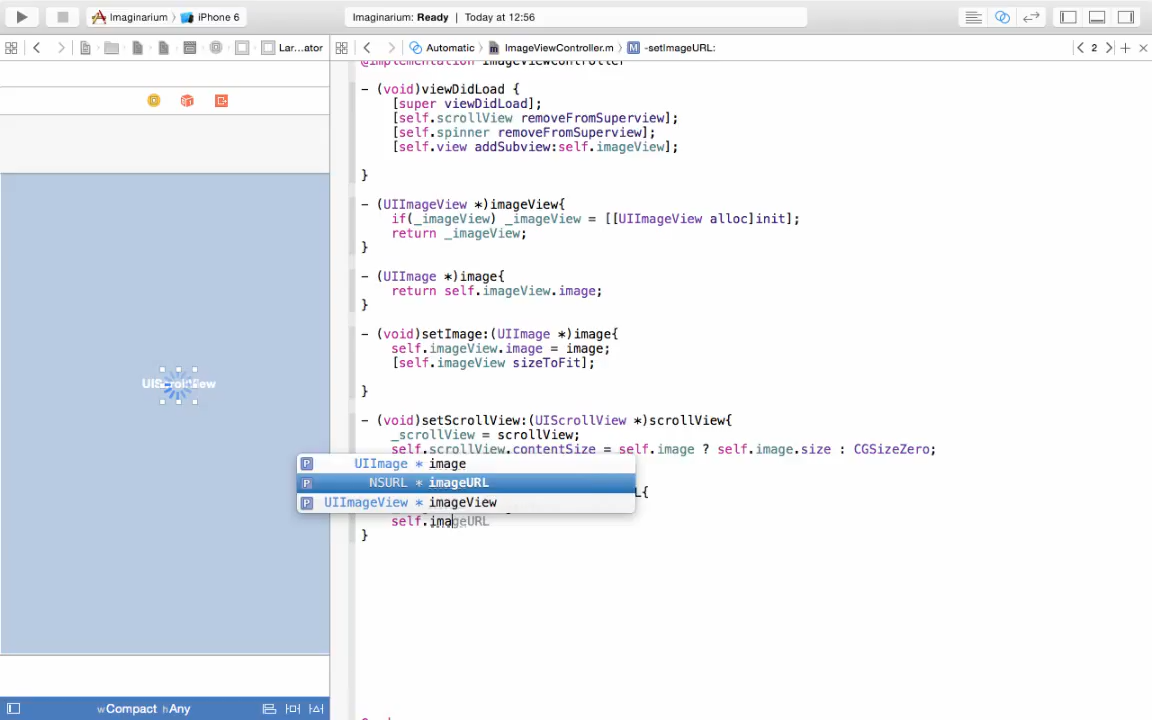 Imaginarium 〉 iPhone 6
Imaginarium: Ready | Today at 12:56
Lar...ator
Automatic 〉 ImageViewController.m 〉 M -setImageURL:
2
@implementation ImageViewController
- (void)viewDidLoad {
[super viewDidLoad];
[self.scrollView removeFromSuperview];
[self.spinner removeFromSuperview];
[self.view addSubview:self.imageView];
}
- (UIImageView *)imageView{
if(_imageView) _imageView = [[UIImageView alloc]init];
return _imageView;
}
- (UIImage *)image{
return self.imageView.image;
}
- (void)setImage:(UIImage *)image{
self.imageView.image = image;
[self.imageView sizeToFit];
}
- (void)setScrollView:(UIScrollView *)scrollView{
_scrollView = scrollView;
self.scrollView.contentSize = self.image ? self.image.size : CGSizeZero;
P UIImage * image
P NSURL * imageURL
P UIImageView * imageView
L{
self.imageURL
}
UIScrollView
wCompact hAny